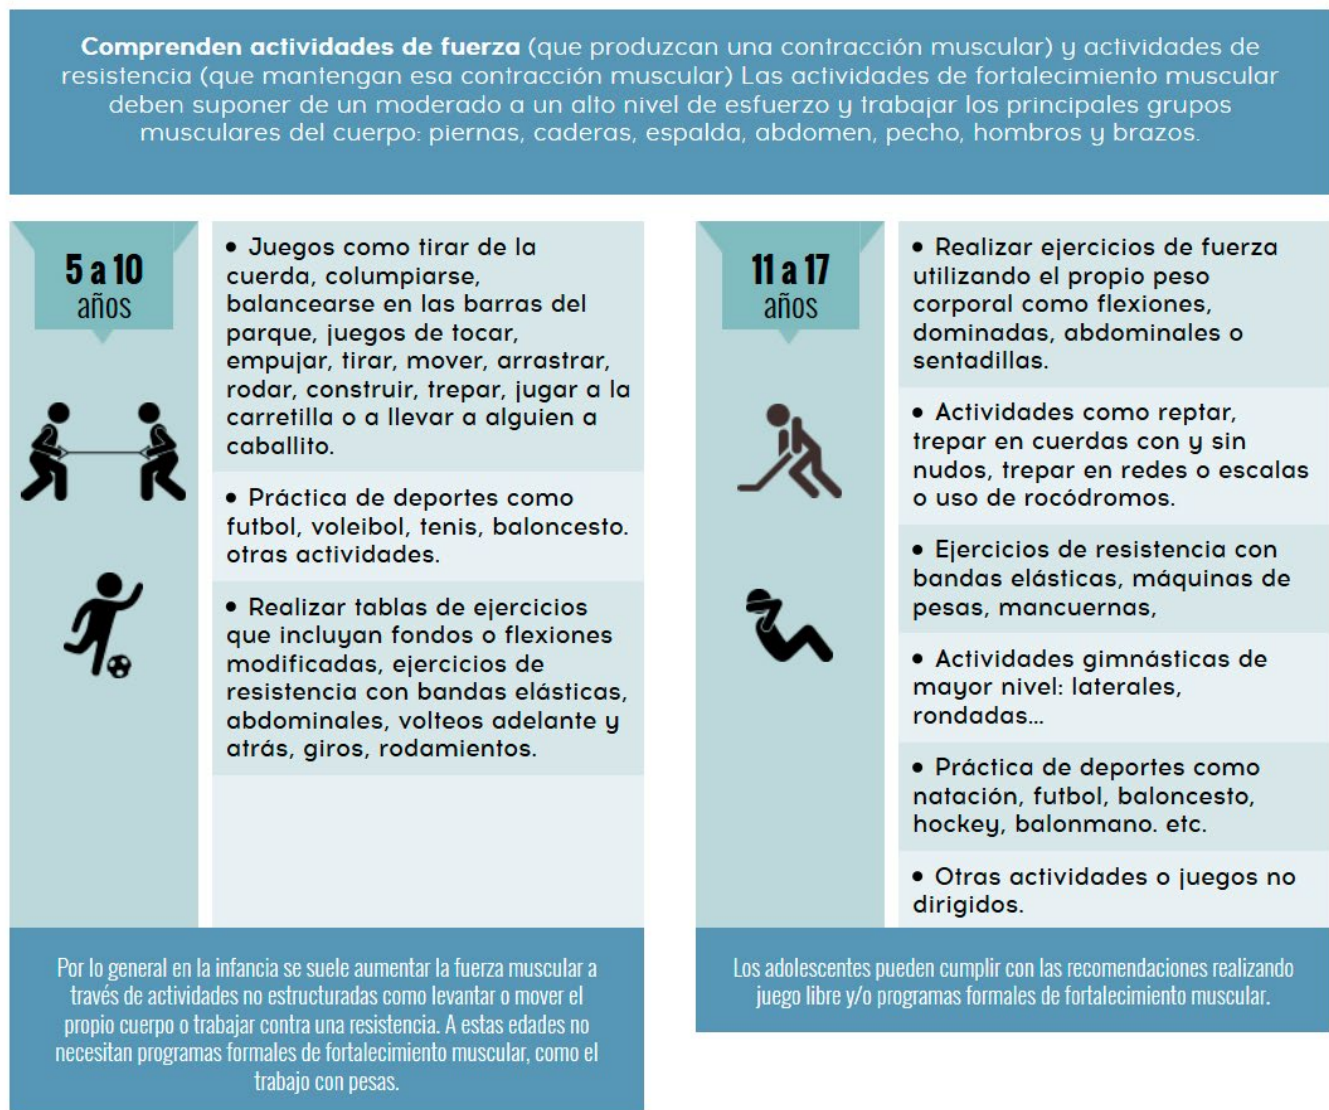 Comprenden actividades de fuerza (que produzcan una contracción muscular) y actividades de
resistencia (que mantengan esa contracción muscular) Las actividades de fortalecimiento muscular
deben suponer de un moderado a un alto nivel de esfuerzo y trabajar los principales grupos
musculares del cuerpo: piernas, caderas, espalda, abdomen, pecho, hombros y brazos.
5 a 10
años
• Juegos como tirar de la
cuerda, columpiarse,
balancearse en las barras del
parque, juegos de tocar,
empujar, tirar, mover, arrastrar,
rodar, construir, trepar, jugar a la
carretilla o a llevar a alguien a
caballito.
• Práctica de deportes como
futbol, voleibol, tenis, baloncesto.
otras actividades.
• Realizar tablas de ejercicios
que incluyan fondos o flexiones
modificadas, ejercicios de
resistencia con bandas elásticas,
abdominales, volteos adelante y
atrás, giros, rodamientos.
Por lo general en la infancia se suele aumentar la fuerza muscular a
través de actividades no estructuradas como levantar o mover el
propio cuerpo o trabajar contra una resistencia. A estas edades no
necesitan programas formales de fortalecimiento muscular, como el
trabajo con pesas.
11 a 17
años
• Realizar ejercicios de fuerza
utilizando el propio peso
corporal como flexiones,
dominadas, abdominales o
sentadillas.
• Actividades como reptar,
trepar en cuerdas con y sin
nudos, trepar en redes o escalas
o uso de rocódromos.
• Ejercicios de resistencia con
bandas elásticas, máquinas de
pesas, mancuernas,
• Actividades gimnásticas de
mayor nivel: laterales,
rondadas...
• Práctica de deportes como
natación, futbol, baloncesto,
hockey, balonmano. etc.
• Otras actividades o juegos no
dirigidos.
Los adolescentes pueden cumplir con las recomendaciones realizando
juego libre y/o programas formales de fortalecimiento muscular.